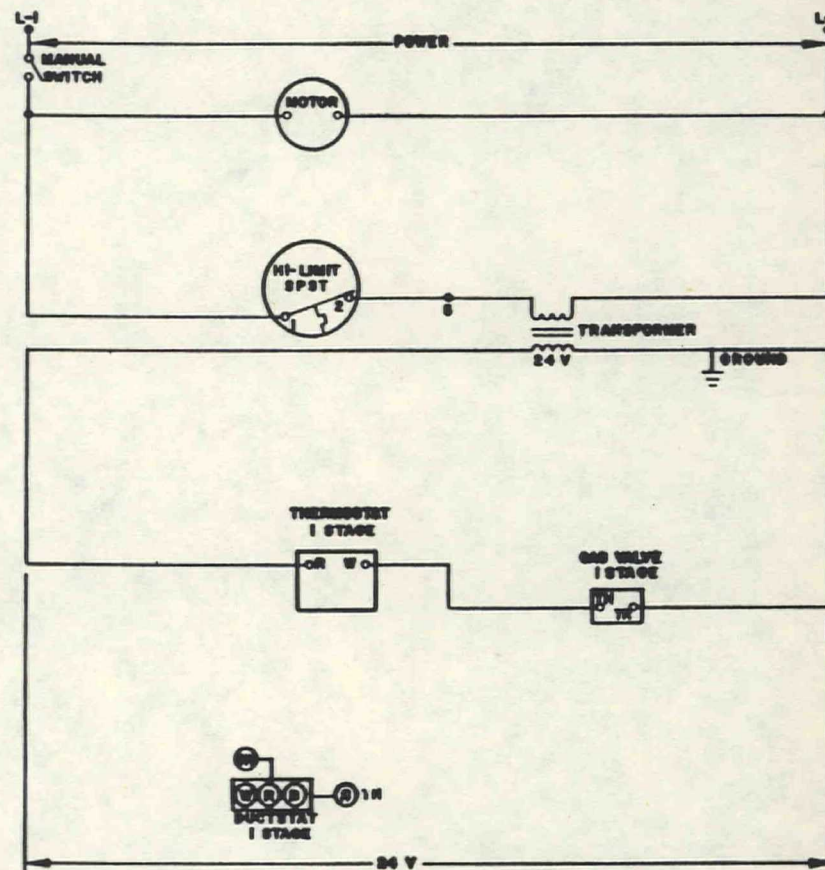 L-1
L
POWER
MANUAL
SWITCH
MOTOR
HI-LIMIT
SPST
1
2
TRANSFORMER
24 V
GROUND
THERMOSTAT
1 STAGE
R W
GAS VALVE
1 STAGE
TH
TR
W R B
DUCTSTAT
1 STAGE
24 V